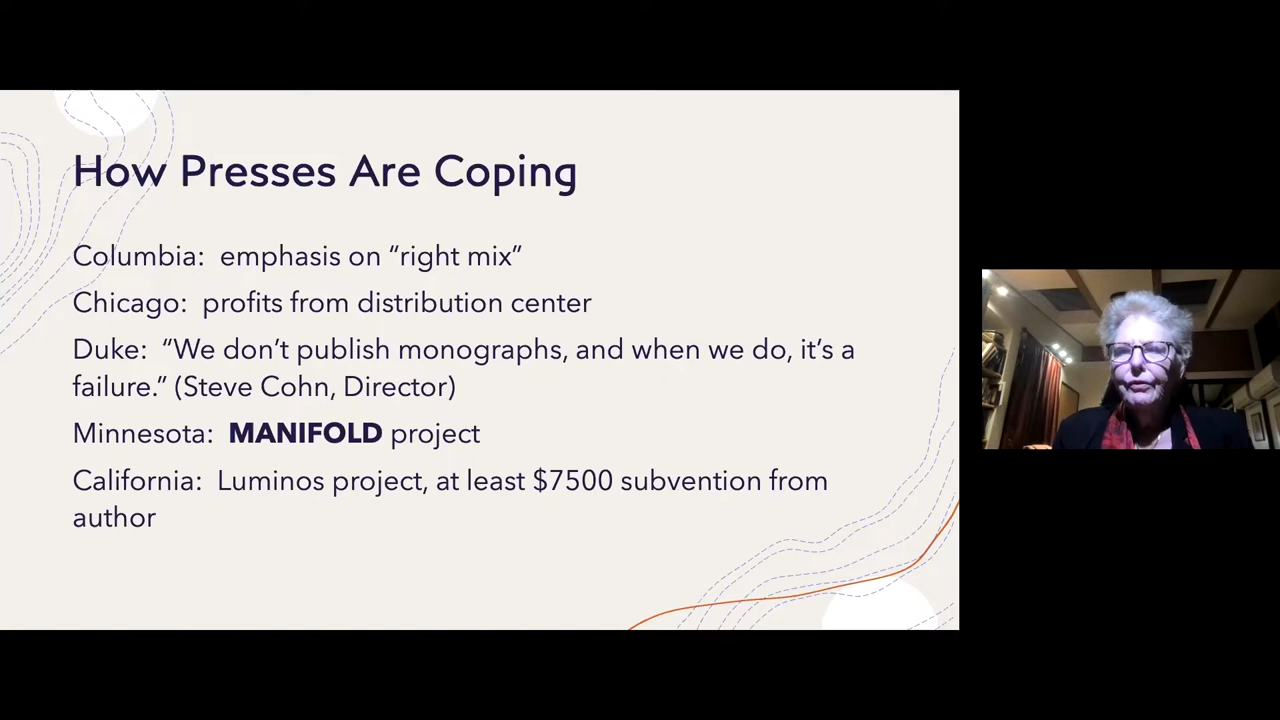 How Presses Are Coping
Columbia:  emphasis on “right mix”
Chicago:  profits from distribution center
Duke:  “We don’t publish monographs, and when we do, it’s a
failure.” (Steve Cohn, Director)
Minnesota:  MANIFOLD project
California:  Luminos project, at least $7500 subvention from
author